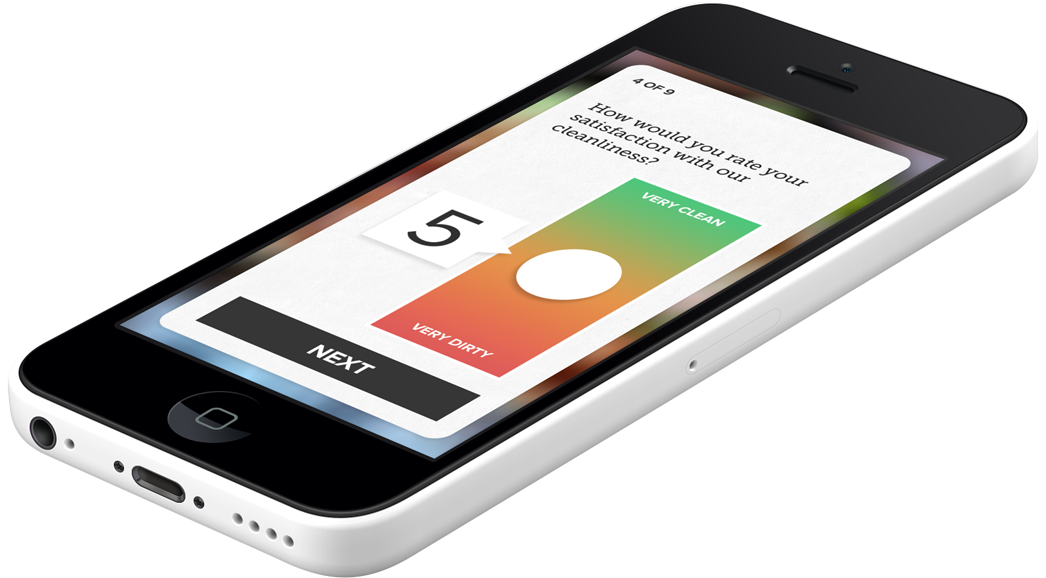 4 OF 9
How would you rate your
satisfaction with our
cleanliness?
VERY CLEAN
5
VERY DIRTY
NEXT